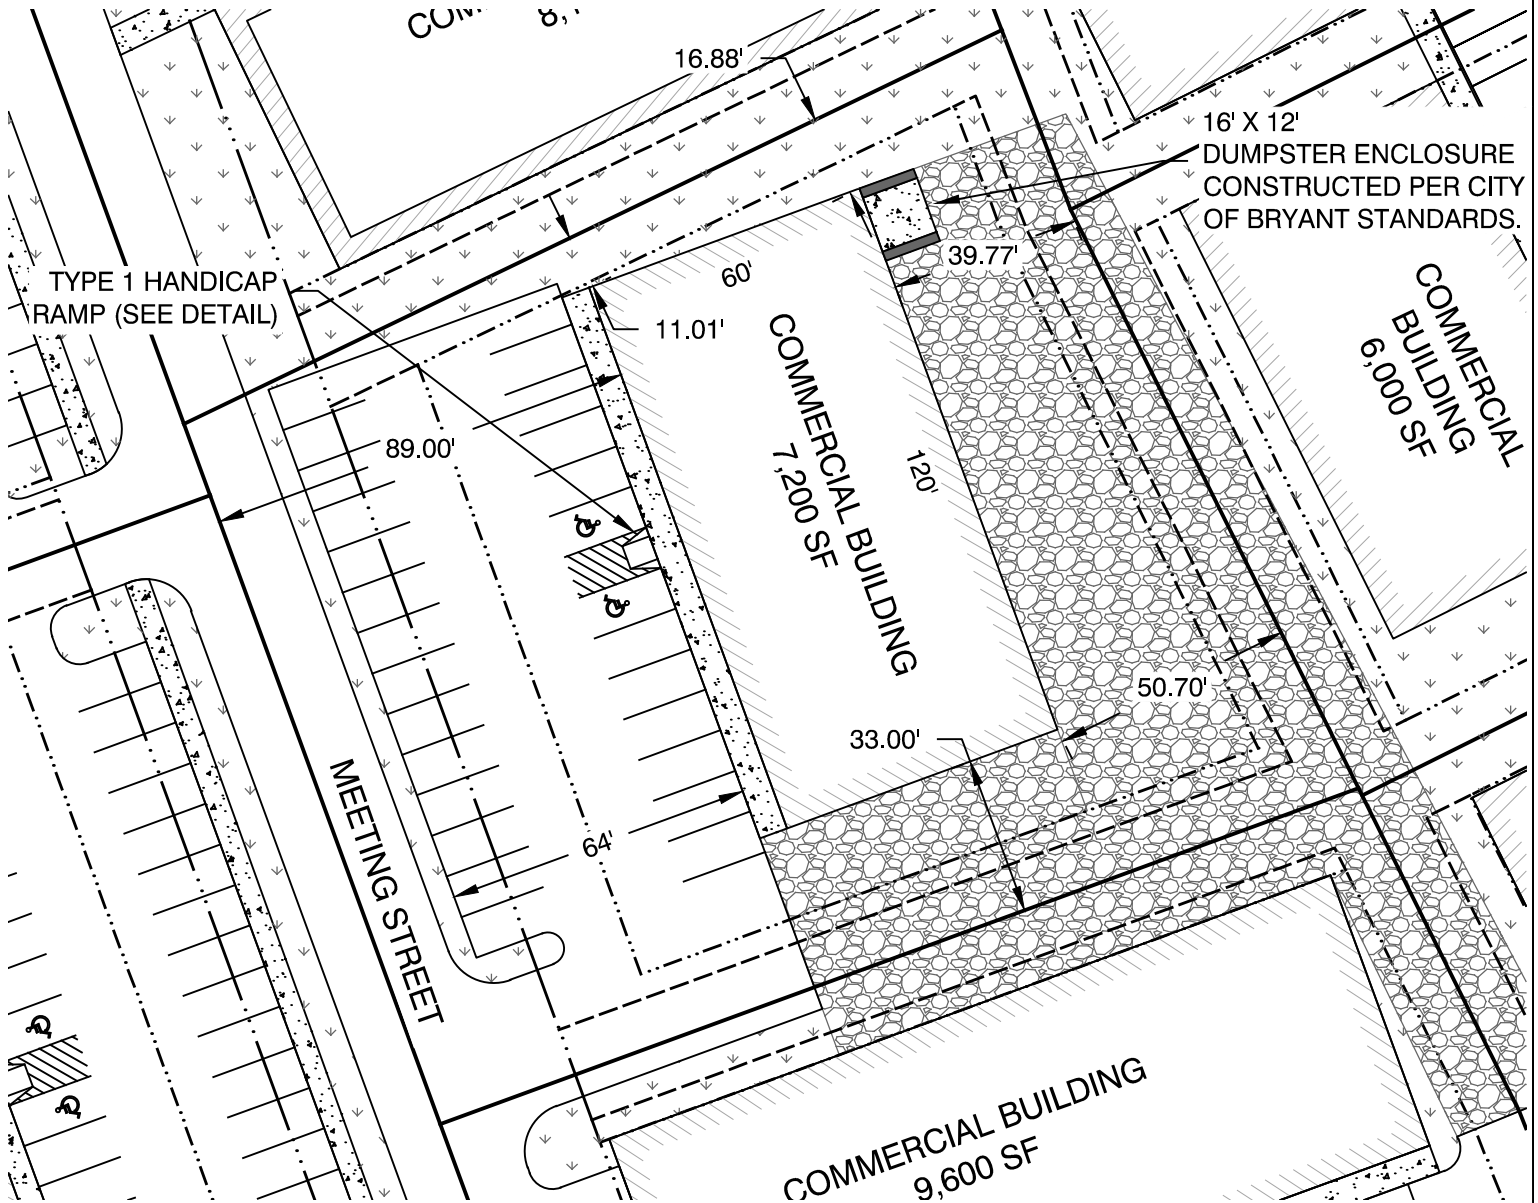 16.88'
16' X 12'
DUMPSTER ENCLOSURE
CONSTRUCTED PER CITY
OF BRYANT STANDARDS.
TYPE 1 HANDICAP
RAMP (SEE DETAIL)
39.77'
60'
11.01'
COMMERCIAL
BUILDING
6,000 SF
89.00'
COMMERCIAL BUILDING
7,200 SF
120'
50.70'
33.00'
MEETING STREET
64'
COMMERCIAL BUILDING
9,600 SF